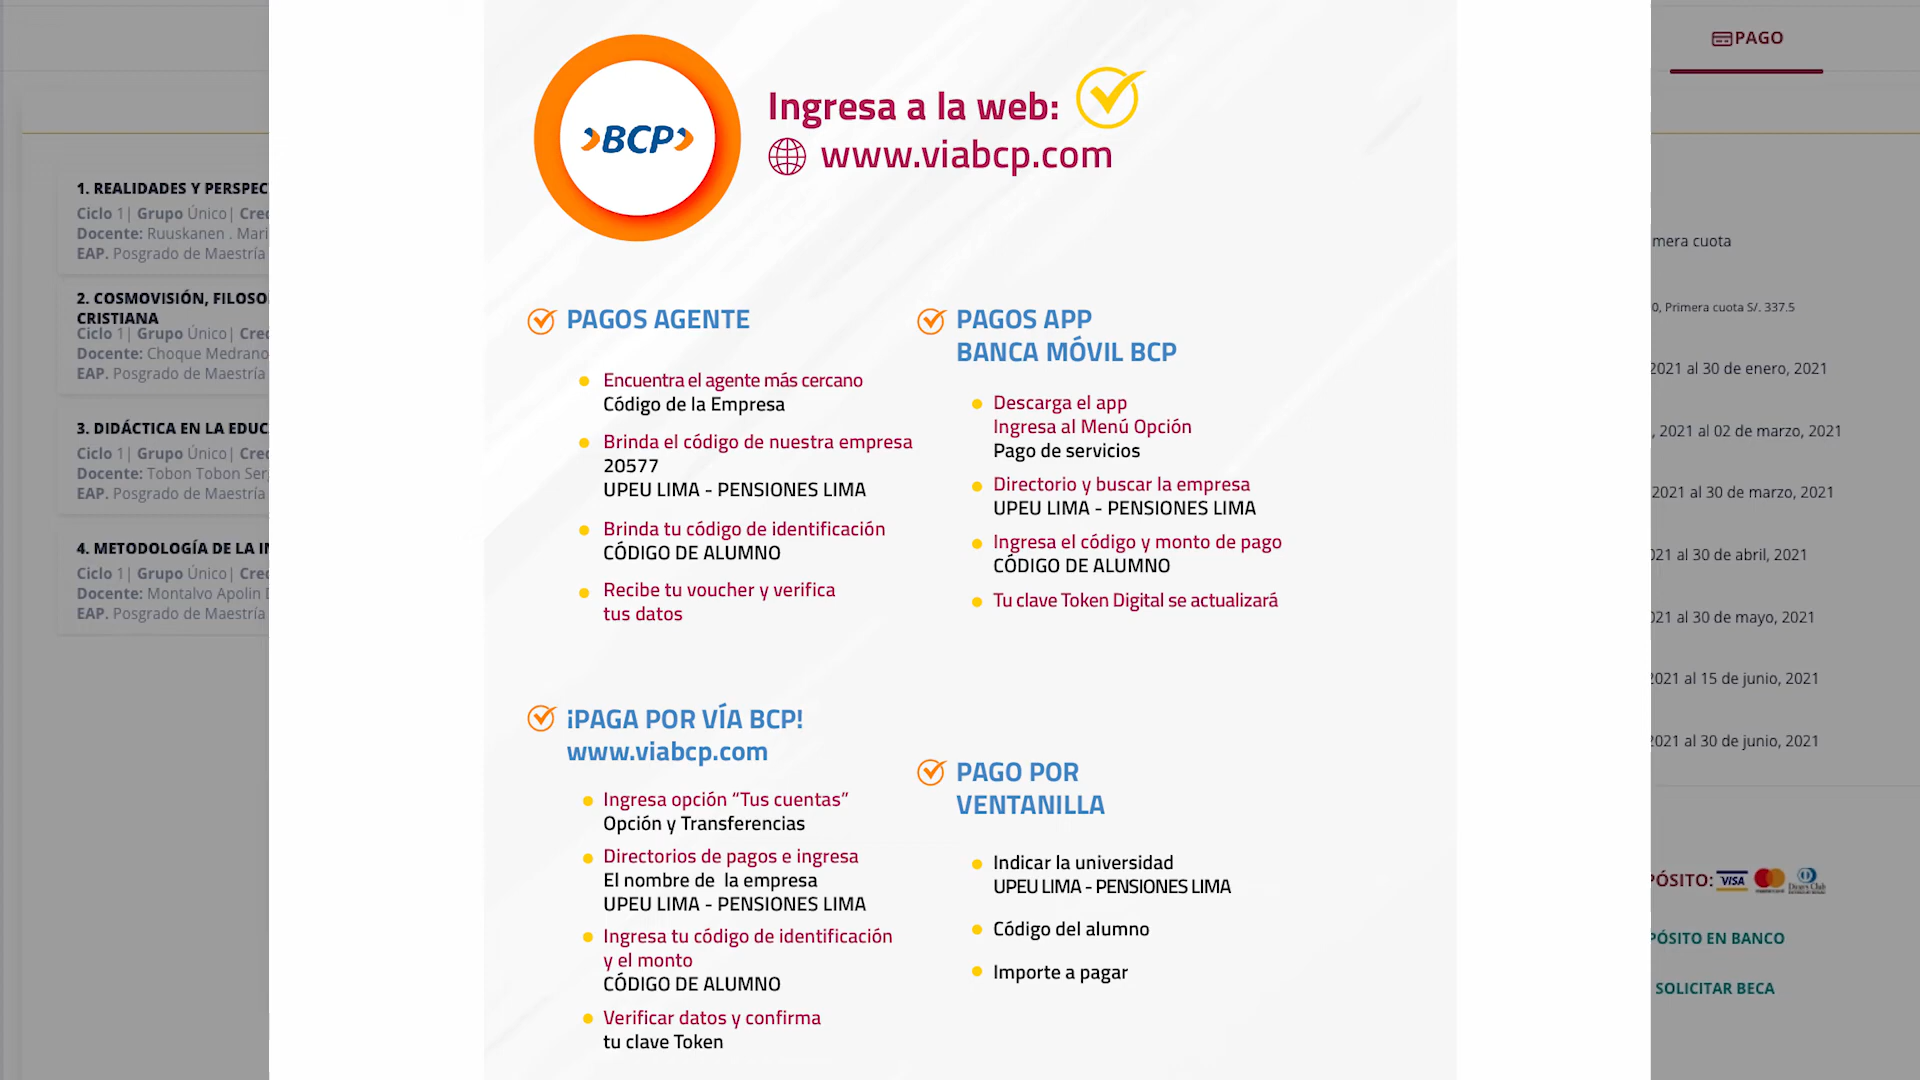 PAGO
BCP
Ingresa a la web:
www.viabcp.com
PAGOS AGENTE
Encuentra el agente más cercano
Código de la Empresa
Brinda el código de nuestra empresa
20577
UPEU LIMA - PENSIONES LIMA
Brinda tu código de identificación
CÓDIGO DE ALUMNO
Recibe tu voucher y verifica
tus datos
PAGOS APP
BANCA MÓVIL BCP
Descarga el app
Ingresa al Menú Opción
Pago de servicios
Directorio y buscar la empresa
UPEU LIMA - PENSIONES LIMA
Ingresa el código y monto de pago
CÓDIGO DE ALUMNO
Tu clave Token Digital se actualizará
¡PAGA POR VÍA BCP!
www.viabcp.com
Ingresa opción “Tus cuentas”
Opción y Transferencias
Directorios de pagos e ingresa
El nombre de la empresa
UPEU LIMA - PENSIONES LIMA
Ingresa tu código de identificación
y el monto
CÓDIGO DE ALUMNO
Verificar datos y confirma
tu clave Token
PAGO POR
VENTANILLA
Indicar la universidad
UPEU LIMA - PENSIONES LIMA
Código del alumno
Importe a pagar
1. REALIDADES Y
Ciclo 1| Grupo Único|
Docente: Ruuskanen .
EAP. Posgrado de Maestría
2. COSMOVISIÓN,
CRISTIANA
Ciclo 1| Grupo Único|
Docente: Choque Medrano
EAP. Posgrado de Maestría
3. DIDÁCTICA EN LA
Ciclo 1| Grupo Único|
Docente: Tobon Tobon
EAP. Posgrado de Maestría
4. METODOLOGÍA DE LA
Ciclo 1| Grupo Único|
Docente: Montalvo Apolin
EAP. Posgrado de Maestría
cuota
0, Primera cuota S/. 337.5
2021 al 30 de enero, 2021
, 2021 al 02 de marzo, 2021
2021 al 30 de marzo, 2021
al 30 de abril, 2021
al 30 de mayo, 2021
2021 al 15 de junio, 2021
2021 al 30 de junio, 2021
VISA
Diners Club
EN BANCO
SOLICITAR BECA